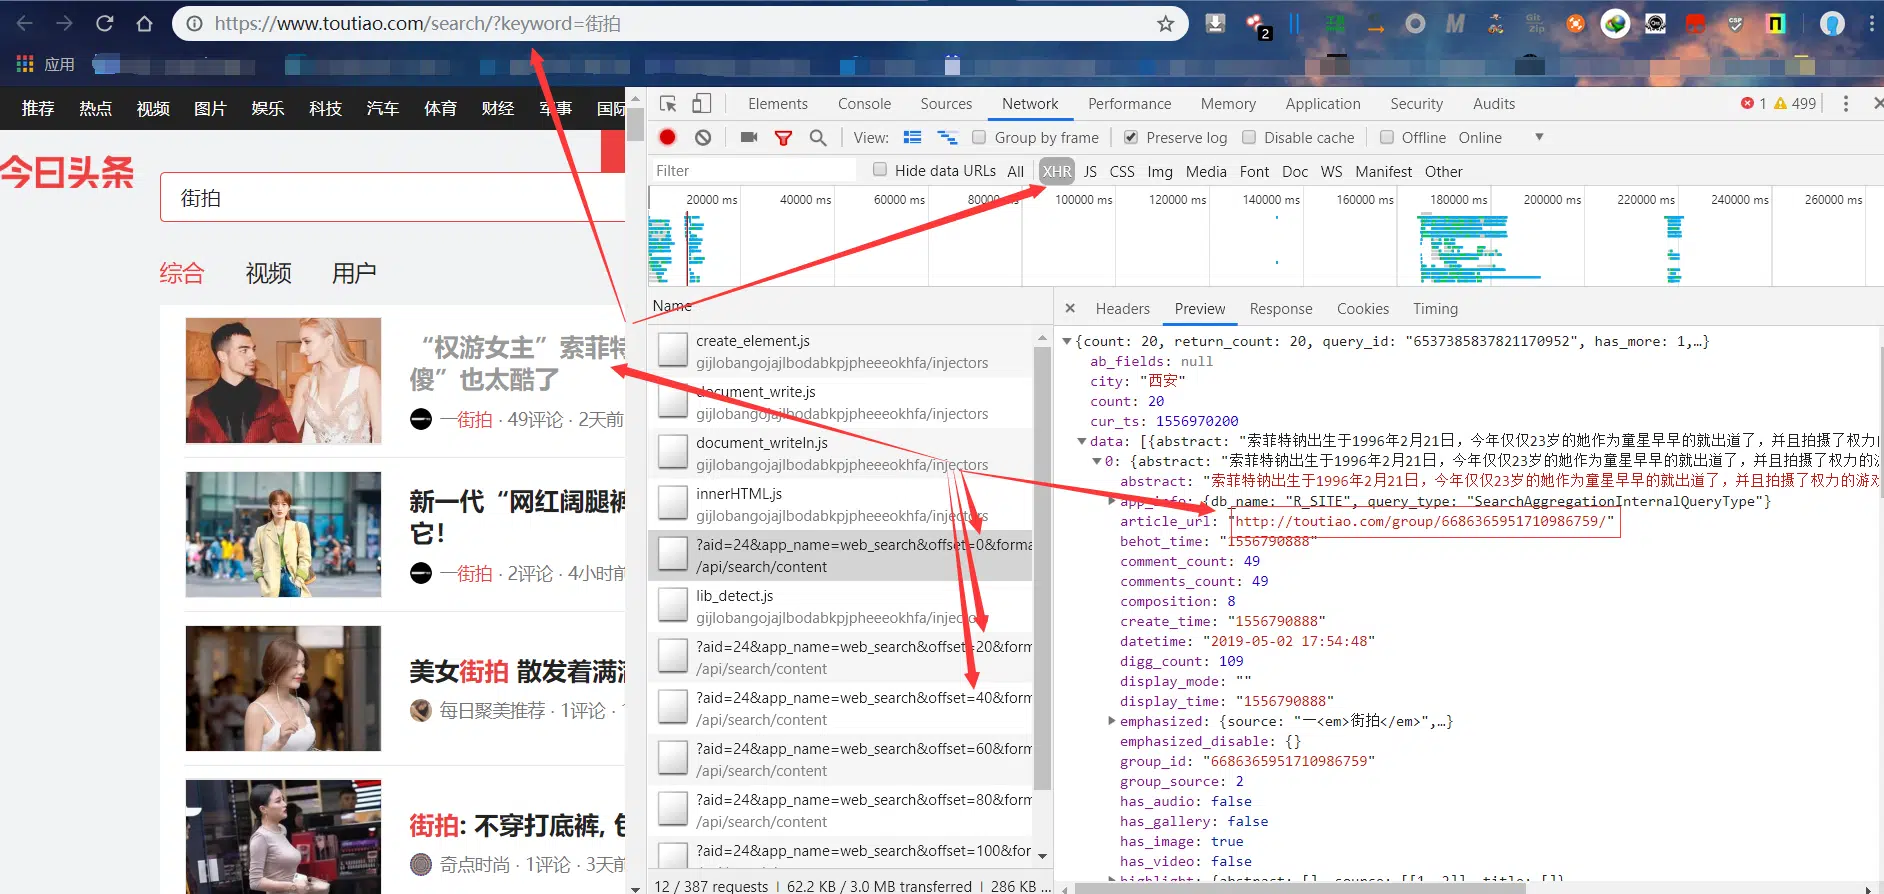 https://www.toutiao.com/search/?keyword=街拍
2
应用
推荐 热点 视频 图片 娱乐 科技 汽车 体育 财经 军事 国际
今日头条
街拍
综合 视频 用户
“权游女主”索菲特
傻”也太酷了
一街拍 · 49评论 · 2天前
新一代“网红阔腿裤
它!
一街拍 · 2评论 · 4小时前
美女街拍 散发着满满
每日聚美推荐 · 1评论 ·
街拍: 不穿打底裤,
奇点时尚 · 1评论 · 3天前
Elements Console Sources Network Performance Memory Application Security Audits 1 499
View: Group by frame Preserve log Disable cache Offline Online
Filter Hide data URLs All XHR JS CSS Img Media Font Doc WS Manifest Other
20000 ms 40000 ms 60000 ms 80000 ms 100000 ms 120000 ms 140000 ms 160000 ms 180000 ms 200000 ms 220000 ms 240000 ms 260000 ms
Name
create_element.js
gijlobangojajlbodabkpjpheeeokhfa/injectors
document_write.js
gijlobangojajlbodabkpjpheeeokhfa/injectors
document_writeln.js
gijlobangojajlbodabkpjpheeeokhfa/injectors
innerHTML.js
gijlobangojajlbodabkpjpheeeokhfa/injectors
?aid=24&app_name=web_search&offset=0&forma
/api/search/content
lib_detect.js
gijlobangojajlbodabkpjpheeeokhfa/injectors
?aid=24&app_name=web_search&offset=20&form
/api/search/content
?aid=24&app_name=web_search&offset=40&form
/api/search/content
?aid=24&app_name=web_search&offset=60&form
/api/search/content
?aid=24&app_name=web_search&offset=80&form
/api/search/content
?aid=24&app_name=web_search&offset=100&for
12 / 387 requests | 62.2 KB / 3.0 MB transferred | 286 KB ...
Headers Preview Response Cookies Timing
{count: 20, return_count: 20, query_id: "6537385837821170952", has_more: 1,…}
ab_fields: null
city: "西安"
count: 20
cur_ts: 1556970200
data: [{abstract: "索菲特钠出生于1996年2月21日，今年仅仅23岁的她作为童星早早的就出道了，并且拍摄了权力
0: {abstract: "索菲特钠出生于1996年2月21日，今年仅仅23岁的她作为童星早早的就出道了，并且拍摄了权力的
abstract: "索菲特钠出生于1996年2月21日，今年仅仅23岁的她作为童星早早的就出道了，并且拍摄了权力的游戏
app_info: {db_name: "R_SITE", query_type: "SearchAggregationInternalQueryType"}
article_url: "http://toutiao.com/group/6686365951710986759/"
behot_time: "1556790888"
comment_count: 49
comments_count: 49
composition: 8
create_time: "1556790888"
datetime: "2019-05-02 17:54:48"
digg_count: 109
display_mode: ""
display_time: "1556790888"
emphasized: {source: "一<em>街拍</em>",…}
emphasized_disable: {}
group_id: "6686365951710986759"
group_source: 2
has_audio: false
has_gallery: false
has_image: true
has_video: false
highlight: {abstract: [], source: [[1, 2]], title: []}